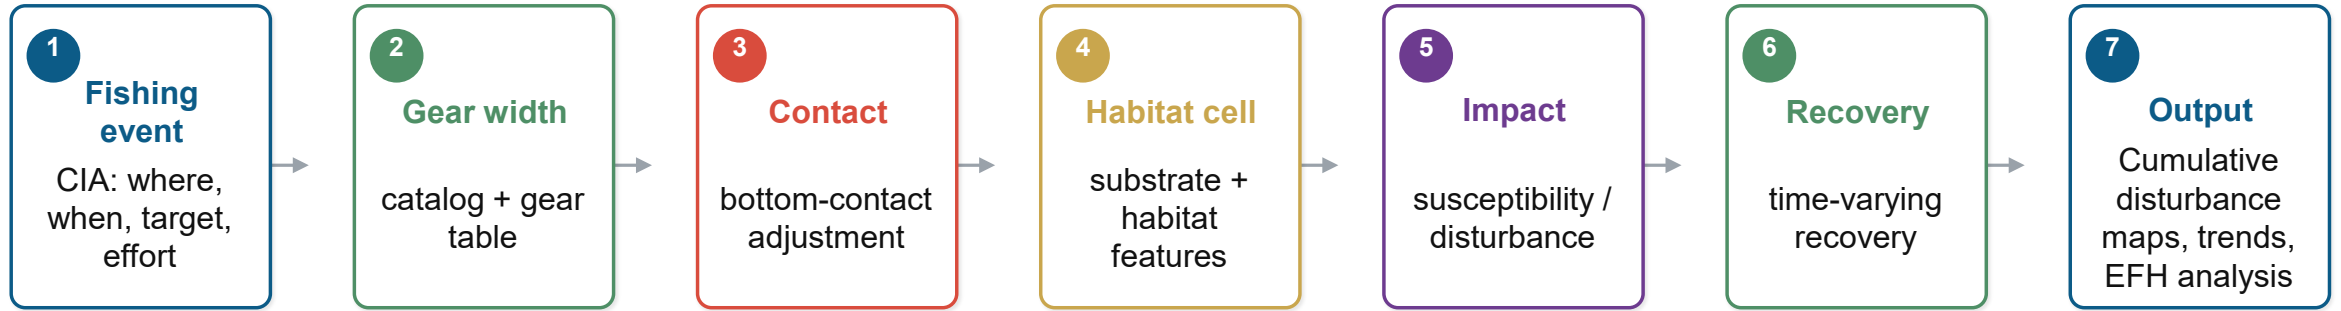 1
Fishing
event
CIA: where,
when, target,
effort
2
Gear width
catalog + gear
table
3
Contact
bottom-contact
adjustment
4
Habitat cell
substrate +
habitat
features
5
Impact
susceptibility /
disturbance
6
Recovery
time-varying
recovery
7
Output
Cumulative
disturbance
maps, trends,
EFH analysis